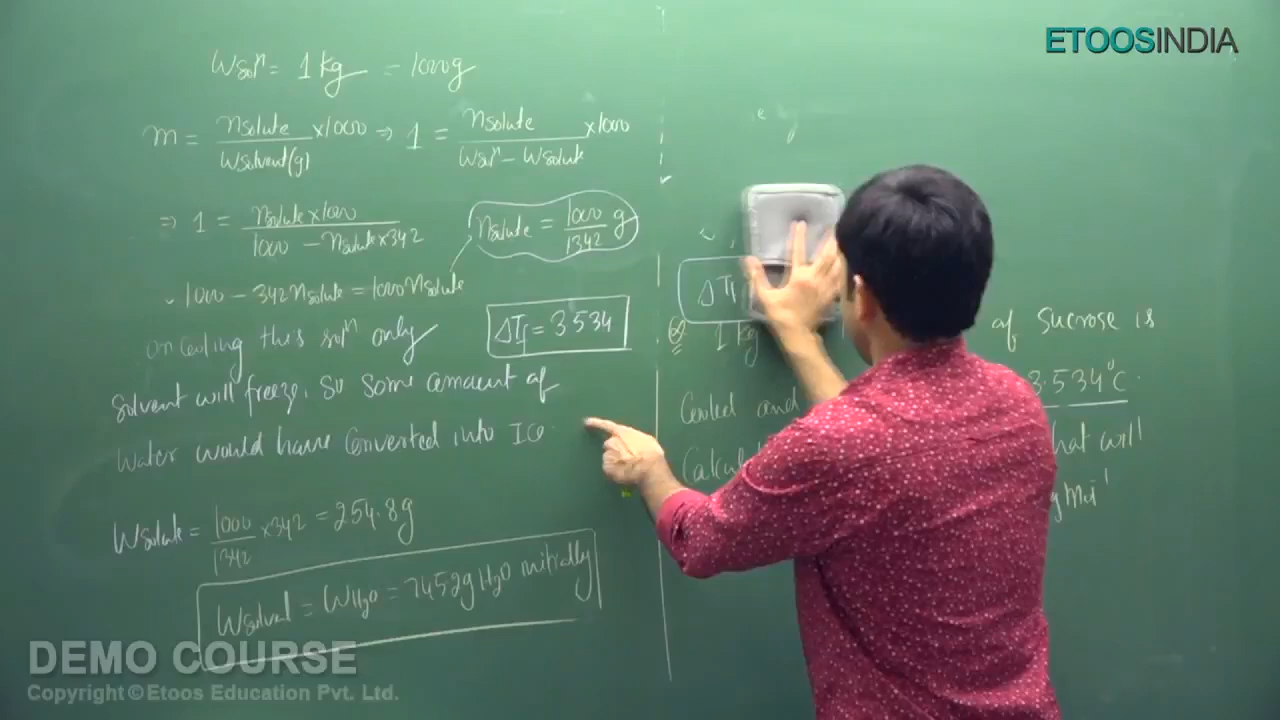 ETOOSINDIA
Wsolⁿ = 1 kg = 1000g
m = nsolute/Wsolvent(g) ×1000 ⇒ 1 = nsolute/(Wsolⁿ – Wsolute) ×1000
⇒ 1 = nsolute×1000/(1000 – nsolute×342)
nsolute = 1000/1342 g
1000 – 342 nsolute = 1000 nsolute
on cooling this solⁿ only
ΔTf = 3.534
Solvent will freeze, So some amount of
Water would have Converted into Ice.
Wsolute = 1000/1342 ×342 = 254.8g
Wsolvent = WH₂O = 745.2g H₂O initially
ΔTf
1 kg
of sucrose is
Cooled and
3.534°C.
that will
DEMO COURSE
Copyright © Etoos Education Pvt. Ltd.